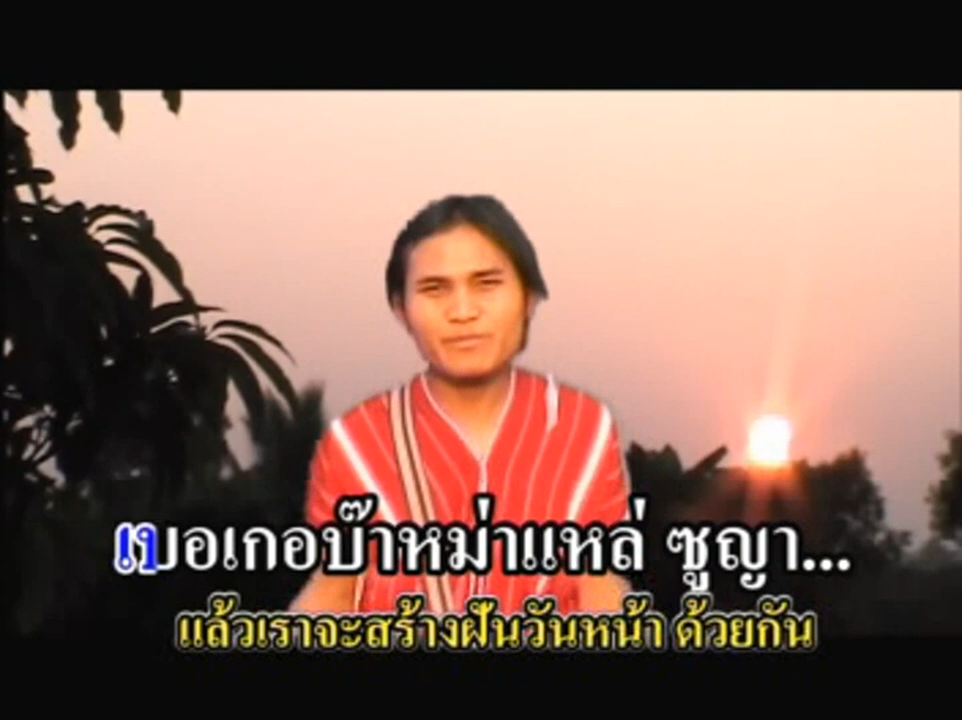 เบอเกอบ๊าหม่าแหล่ ซูญา...
แล้วเราจะสร้างฝันวันหน้า ด้วยกัน